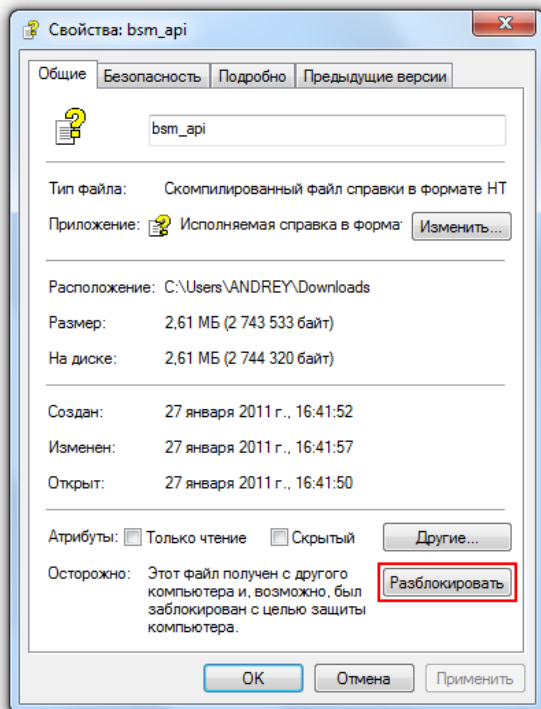 Свойства: bsm_api
Общие Безопасность Подробно Предыдущие версии
bsm_api
Тип файла: Скомпилированный файл справки в формате HT
Приложение: Исполняемая справка в форма Изменить...
Расположение: C:\Users\ANDREY\Downloads
Размер: 2,61 МБ (2 743 533 байт)
На диске: 2,61 МБ (2 744 320 байт)
Создан: 27 января 2011 г., 16:41:52
Изменен: 27 января 2011 г., 16:41:57
Открыт: 27 января 2011 г., 16:41:50
Атрибуты: Только чтение Скрытый Другие...
Осторожно: Этот файл получен с другого
компьютера и, возможно, был
заблокирован с целью защиты
компьютера.
Разблокировать
OK Отмена Применить